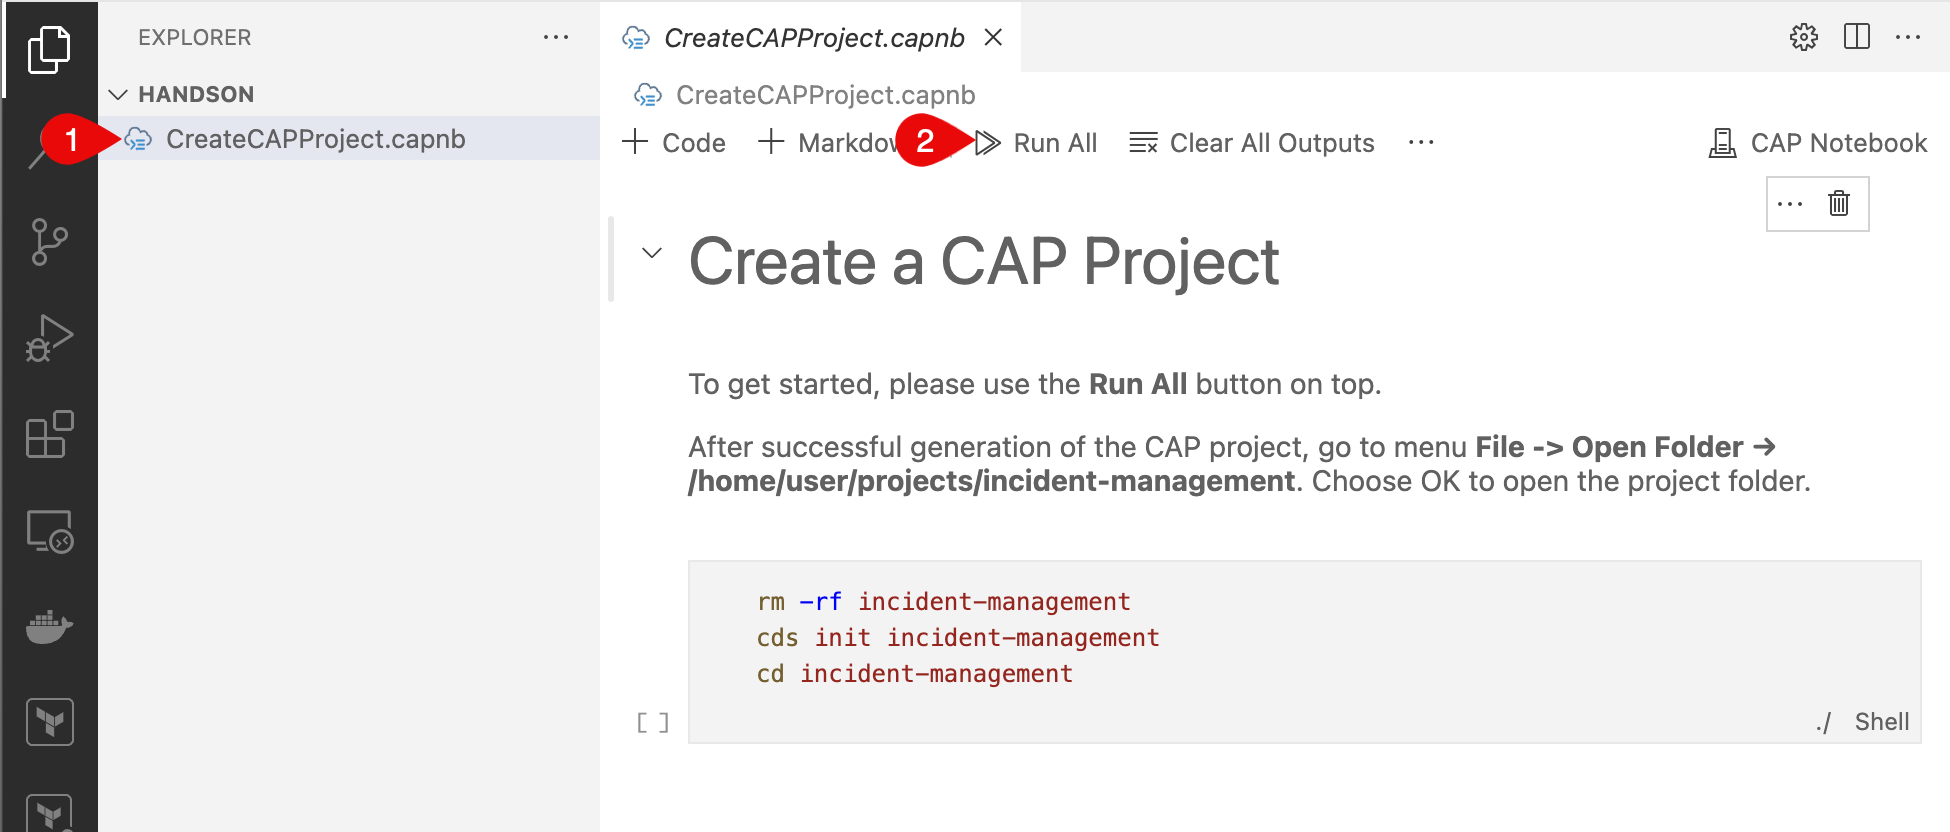 EXPLORER
HANDSON
1
CreateCAPProject.capnb
CreateCAPProject.capnb
CreateCAPProject.capnb
Code
2
Run All
Clear All Outputs
CAP Notebook
Create a CAP Project
To get started, please use the Run All button on top.
After successful generation of the CAP project, go to menu File -> Open Folder →
/home/user/projects/incident-management. Choose OK to open the project folder.
rm -rf incident-management
cds init incident-management
cd incident-management
[ ]
./ Shell